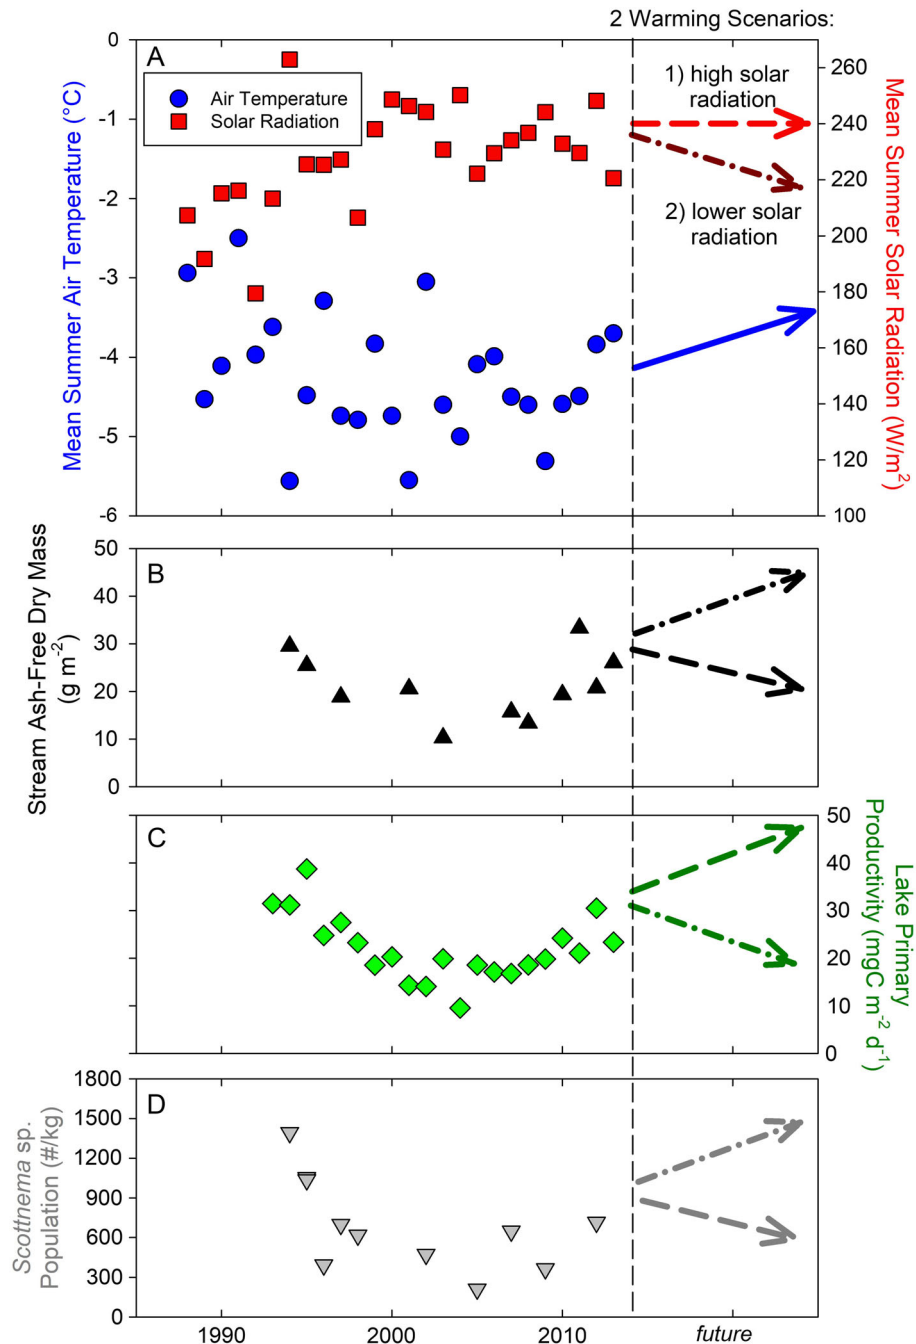 2 Warming Scenarios:
A
Air Temperature
Solar Radiation
1) high solar
radiation
2) lower solar
radiation
Mean Summer Air Temperature (°C)
0
-1
-2
-3
-4
-5
-6
Mean Summer Solar Radiation (W/m²)
260
240
220
200
180
160
140
120
100
B
Stream Ash-Free Dry Mass
(g m⁻²)
50
40
30
20
10
0
C
Lake Primary
Productivity (mgC m⁻² d⁻¹)
50
40
30
20
10
0
D
Scottnema sp.
Population (#/kg)
1800
1500
1200
900
600
300
0
1990
2000
2010
future